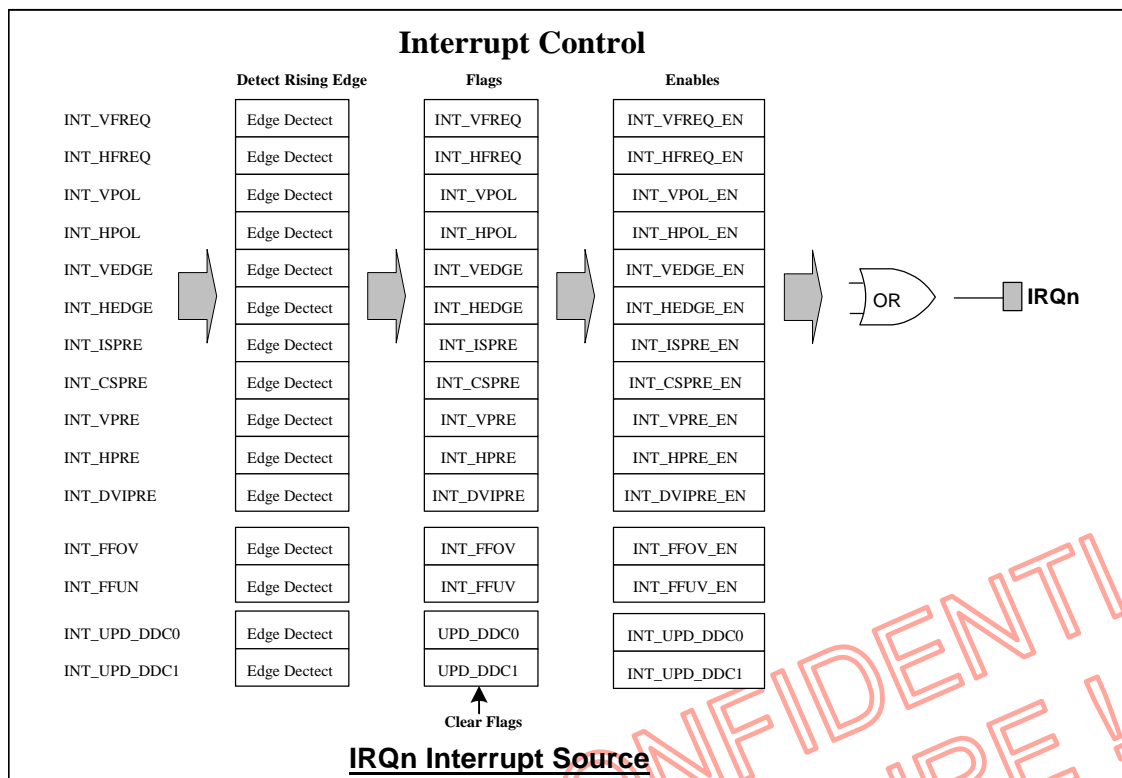 Interrupt Control
Detect Rising Edge Flags Enables
INT_VFREQ Edge Dectect INT_VFREQ INT_VFREQ_EN
INT_HFREQ Edge Dectect INT_HFREQ INT_HFREQ_EN
INT_VPOL Edge Dectect INT_VPOL INT_VPOL_EN
INT_HPOL Edge Dectect INT_HPOL INT_HPOL_EN
INT_VEDGE Edge Dectect INT_VEDGE INT_VEDGE_EN
INT_HEDGE Edge Dectect INT_HEDGE INT_HEDGE_EN OR IRQn
INT_ISPRE Edge Dectect INT_ISPRE INT_ISPRE_EN
INT_CSPRE Edge Dectect INT_CSPRE INT_CSPRE_EN
INT_VPRE Edge Dectect INT_VPRE INT_VPRE_EN
INT_HPRE Edge Dectect INT_HPRE INT_HPRE_EN
INT_DVIPRE Edge Dectect INT_DVIPRE INT_DVIPRE_EN
INT_FFOV Edge Dectect INT_FFOV INT_FFOV_EN
INT_FFUN Edge Dectect INT_FFUV INT_FFUV_EN
INT_UPD_DDC0 Edge Dectect UPD_DDC0 INT_UPD_DDC0
INT_UPD_DDC1 Edge Dectect UPD_DDC1 INT_UPD_DDC1
Clear Flags
IRQn Interrupt Source